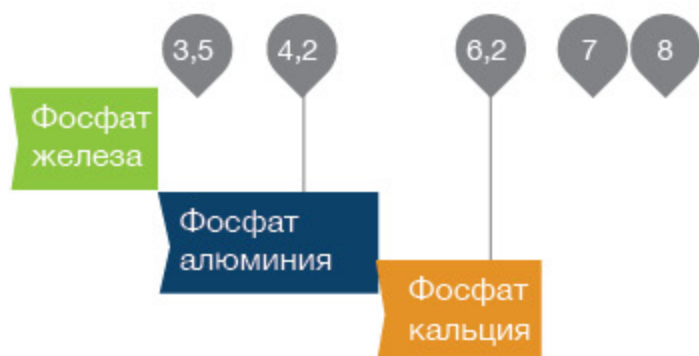 3,5 4,2 6,2 7 8
Фосфат
железа
Фосфат
алюминия
Фосфат
кальция